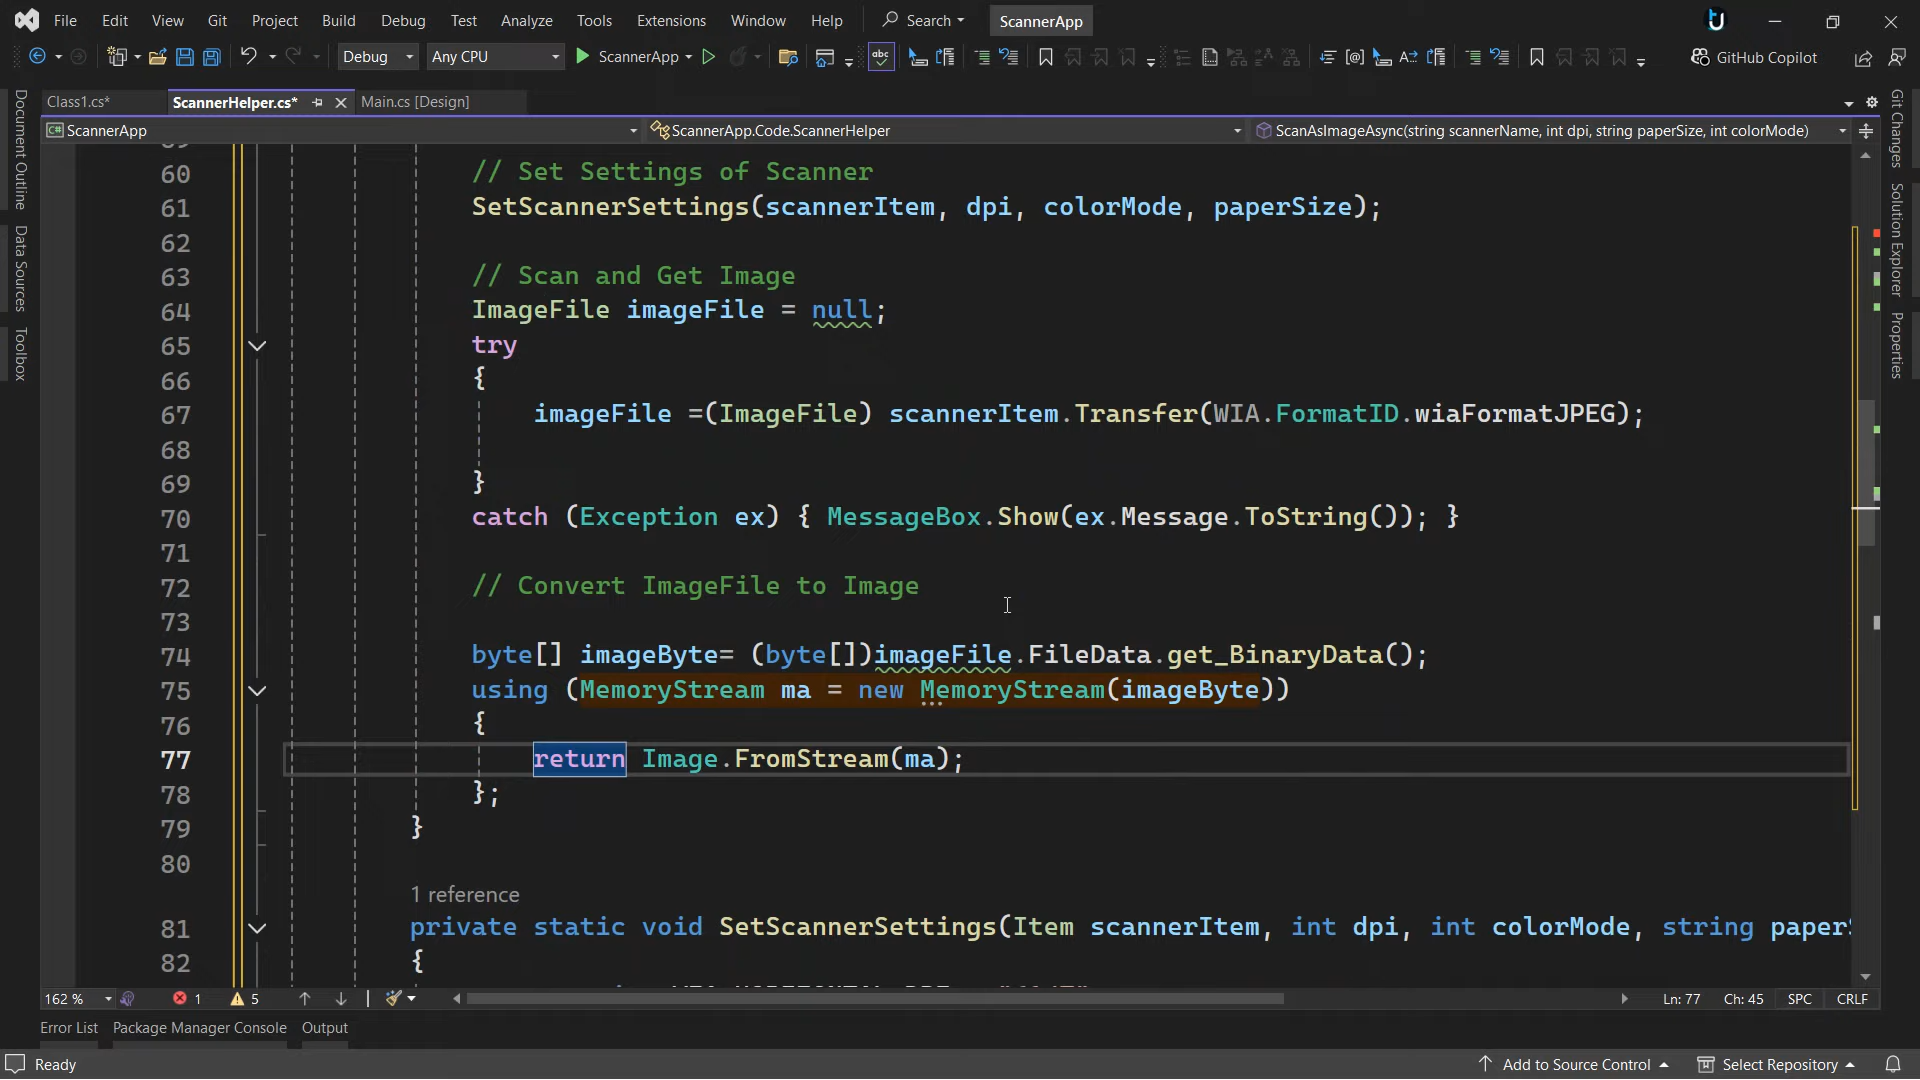 File Edit View Git Project Build Debug Test Analyze Tools Extensions Window Help Search ScannerApp
Debug Any CPU ScannerApp GitHub Copilot
Class1.cs* ScannerHelper.cs* Main.cs [Design]
C# ScannerApp ScannerApp.Code.ScannerHelper ScanAsImageAsync(string scannerName, int dpi, string paperSize, int colorMode)
Document Outline
Data Sources
Toolbox
60 // Set Settings of Scanner
61 SetScannerSettings(scannerItem, dpi, colorMode, paperSize);
62
63 // Scan and Get Image
64 ImageFile imageFile = null;
65 try
66 {
67 imageFile =(ImageFile) scannerItem.Transfer(WIA.FormatID.wiaFormatJPEG);
68
69 }
70 catch (Exception ex) { MessageBox.Show(ex.Message.ToString()); }
71
72 // Convert ImageFile to Image
73
74 byte[] imageByte= (byte[])imageFile.FileData.get_BinaryData();
75 using (MemoryStream ma = new MemoryStream(imageByte))
76 {
77 return Image.FromStream(ma);
78 };
79 }
80
1 reference
81 private static void SetScannerSettings(Item scannerItem, int dpi, int colorMode, string paperS
82 {
Git Changes
Solution Explorer
Properties
162 % 1 5 Ln: 77 Ch: 45 SPC CRLF
Error List Package Manager Console Output
Ready Add to Source Control Select Repository